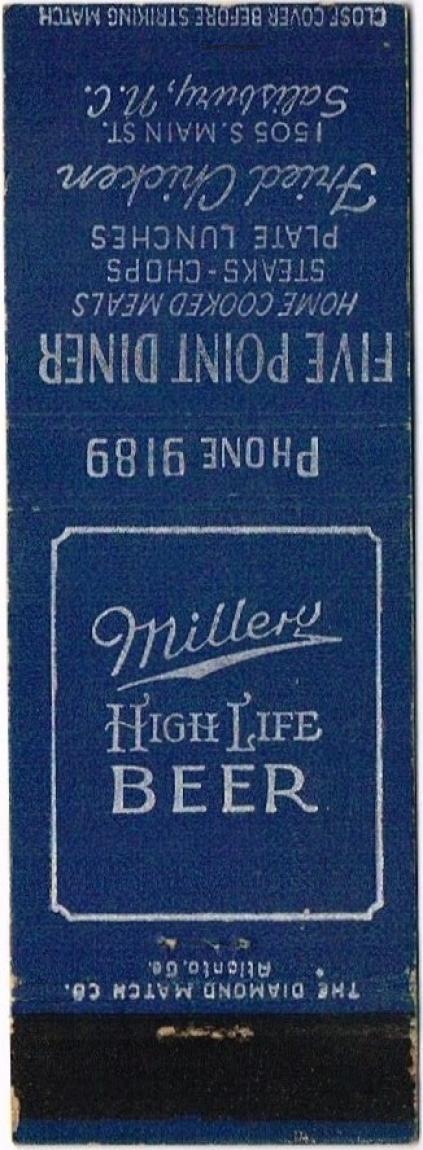 CLOSE COVER BEFORE STRIKING MATCH
FIVE POINT DINER
HOME COOKED MEALS
STEAKS-CHOPS
PLATE LUNCHES
Fried Chicken
1505 S. MAIN ST.
Salisbury, N.C.
PHONE 9189
Millers
HIGH LIFE
BEER
THE DIAMOND MATCH CO.
Atlanta, Ga.